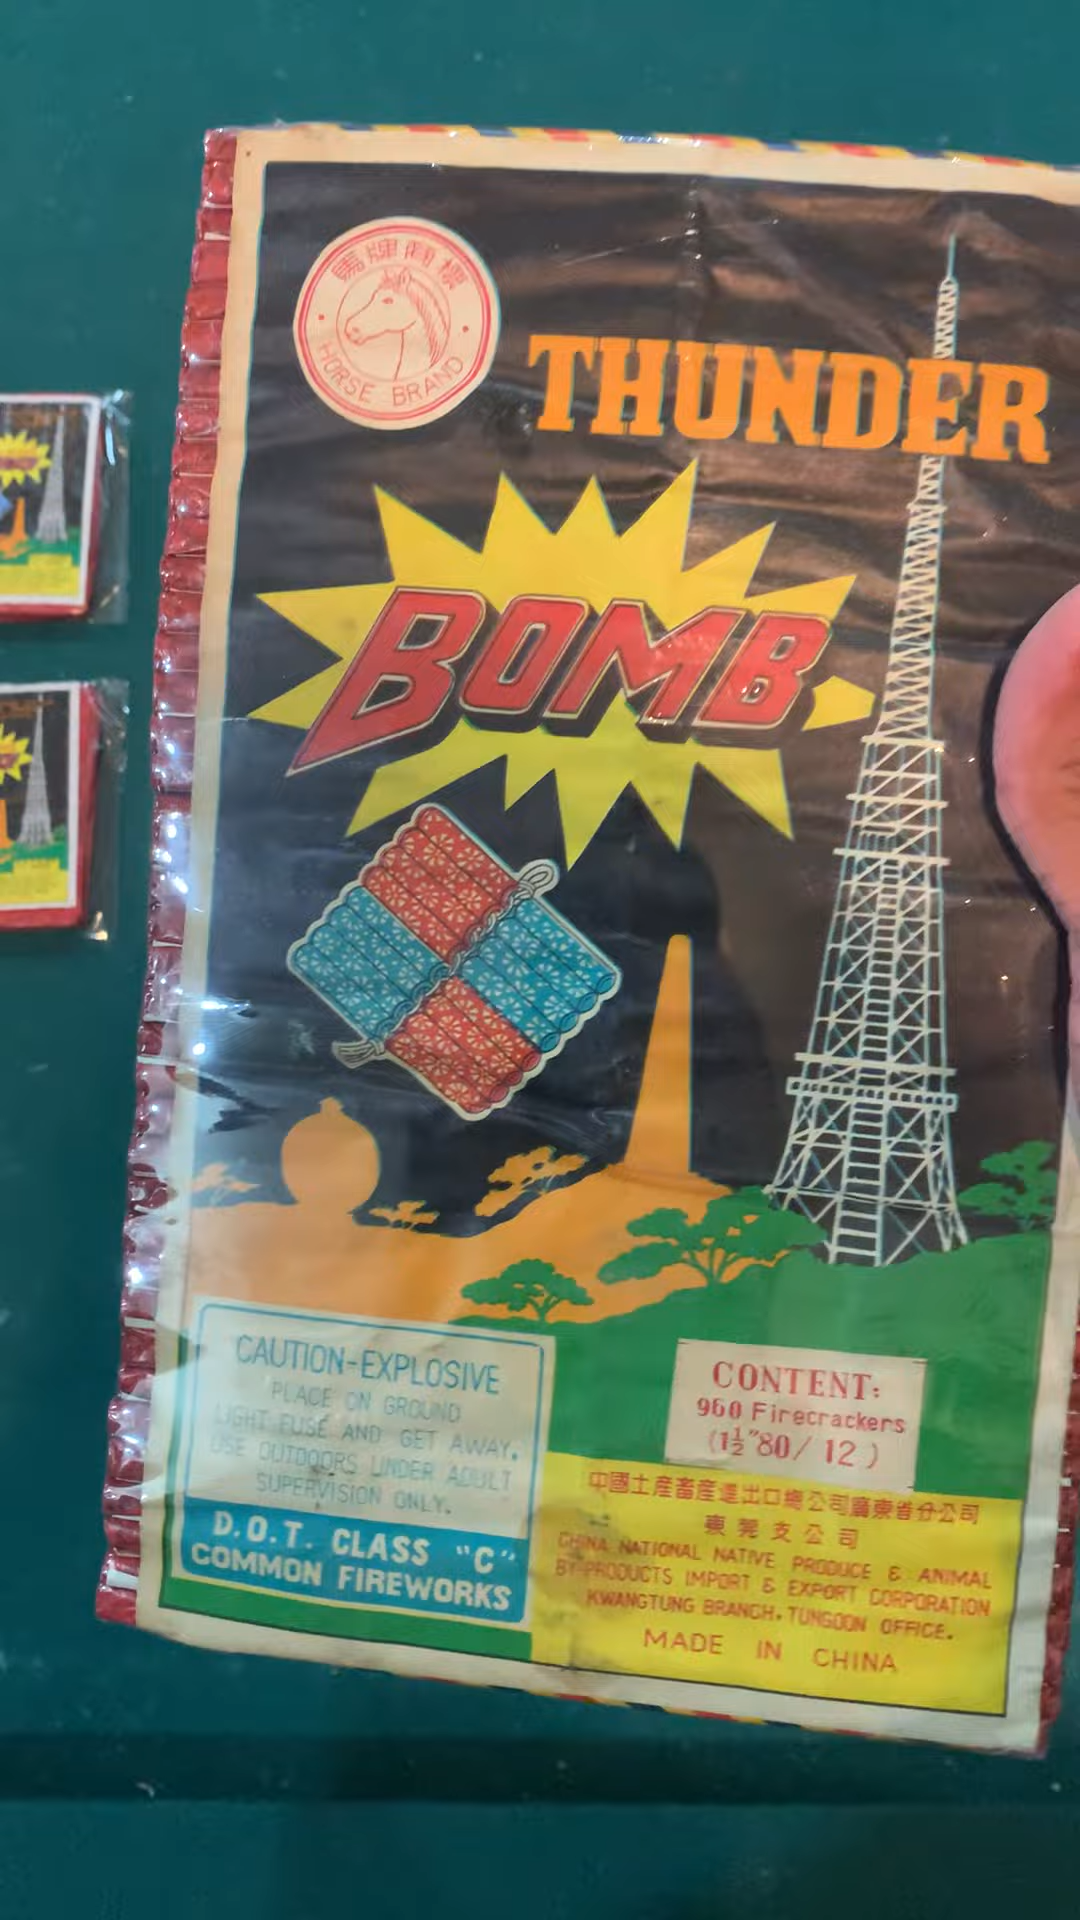 馬牌商標
HORSE BRAND
THUNDER
BOMB
CAUTION-EXPLOSIVE
PLACE ON GROUND
LIGHT FUSE AND GET AWAY.
USE OUTDOORS UNDER ADULT
SUPERVISION ONLY.
D.O.T. CLASS "C"
COMMON FIREWORKS
CONTENT:
960 Firecrackers
(1½"80/ 12 )
中國土產畜產進出口總公司廣東省分公司
東莞支公司
CHINA NATIONAL NATIVE PRODUCE & ANIMAL
BY-PRODUCTS IMPORT & EXPORT CORPORATION
KWANGTUNG BRANCH, TUNGOON OFFICE.
MADE IN CHINA